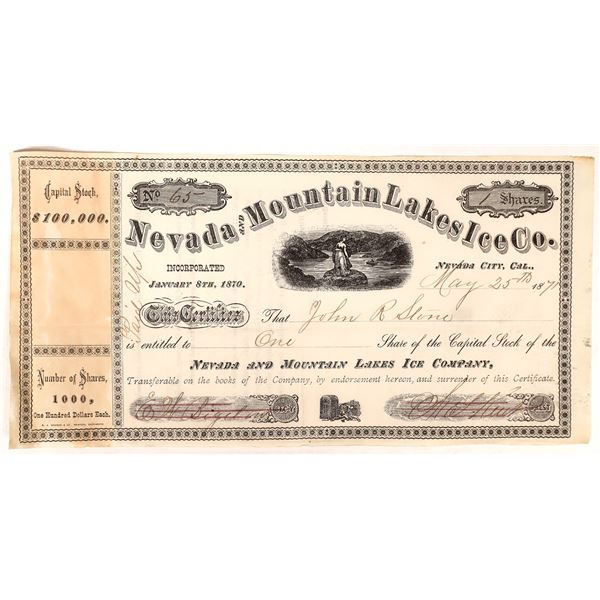 Capital Stock,
$100,000.
Number of Shares,
1000,
One Hundred Dollars Each.
No 65
1 Shares.
Nevada AND Mountain Lakes Ice Co.
INCORPORATED
JANUARY 8TH, 1870.
NEVADA CITY, CAL.,
May 25th 187
This Certifies That John R Stone
is entitled to One Share of the Capital Stock of the
NEVADA AND MOUNTAIN LAKES ICE COMPANY,
Transferable on the books of the Company, by endorsement hereon, and surrender of this Certificate.